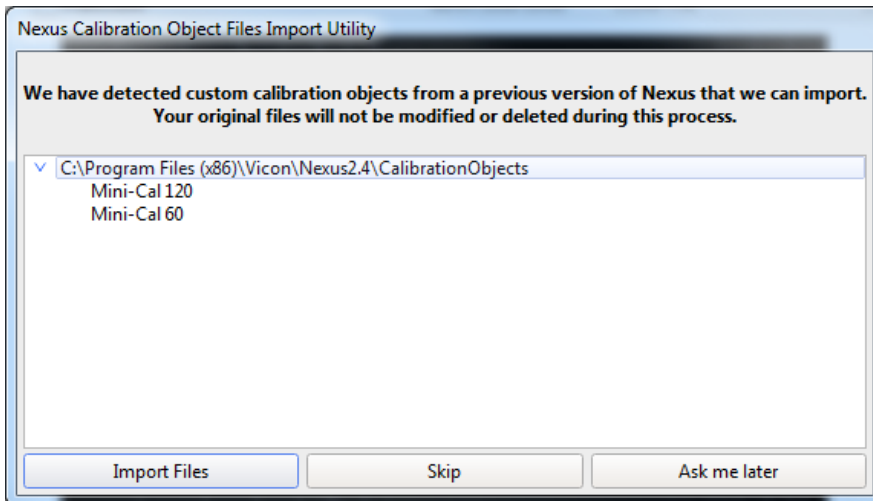 Nexus Calibration Object Files Import Utility
We have detected custom calibration objects from a previous version of Nexus that we can import.
Your original files will not be modified or deleted during this process.
C:\Program Files (x86)\Vicon\Nexus2.4\CalibrationObjects
Mini-Cal 120
Mini-Cal 60
Import Files
Skip
Ask me later